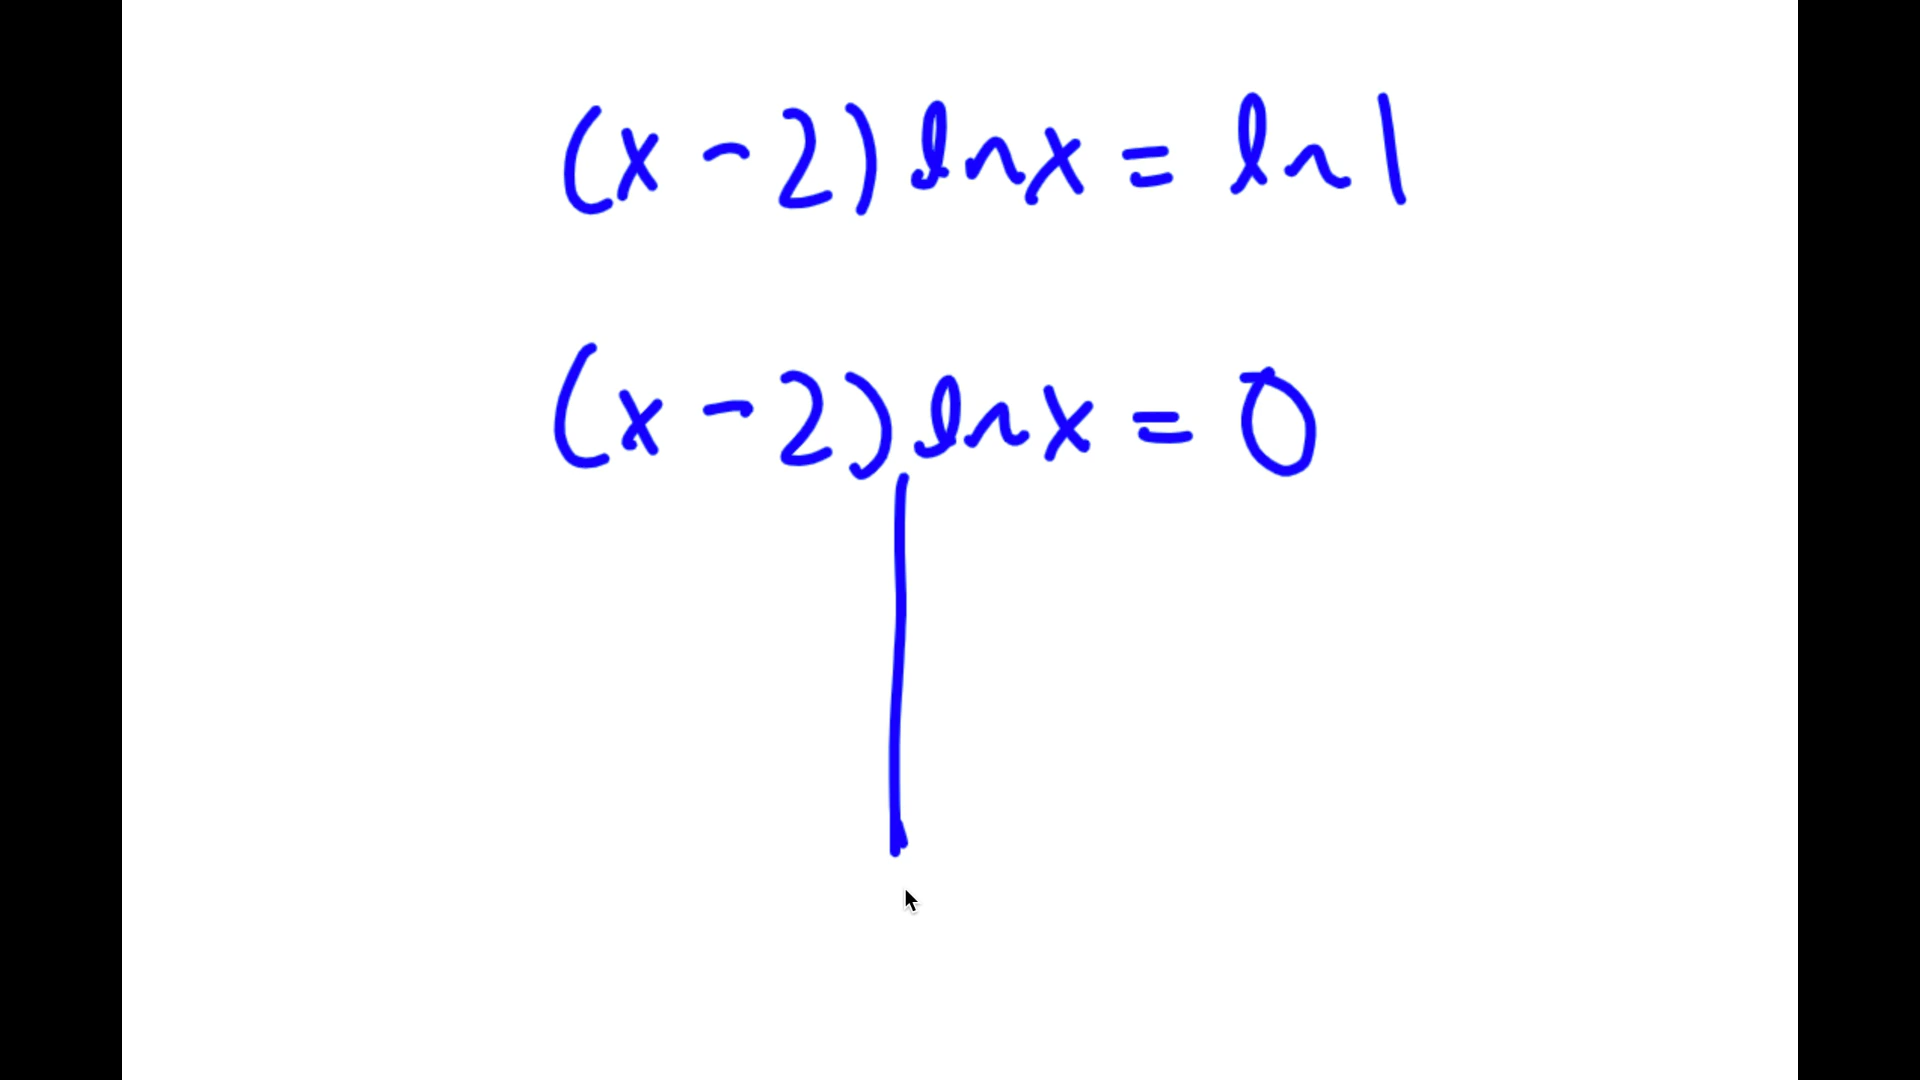 (x - 2) ln x = ln 1
(x - 2) ln x = 0